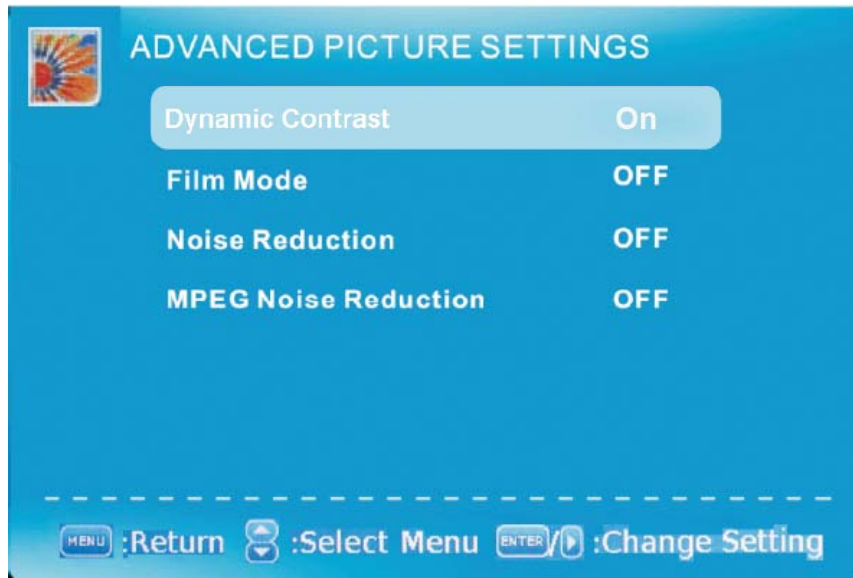 ADVANCED PICTURE SETTINGS
Dynamic Contrast On
Film Mode OFF
Noise Reduction OFF
MPEG Noise Reduction OFF
MENU :Return :Select Menu ENTER/ :Change Setting